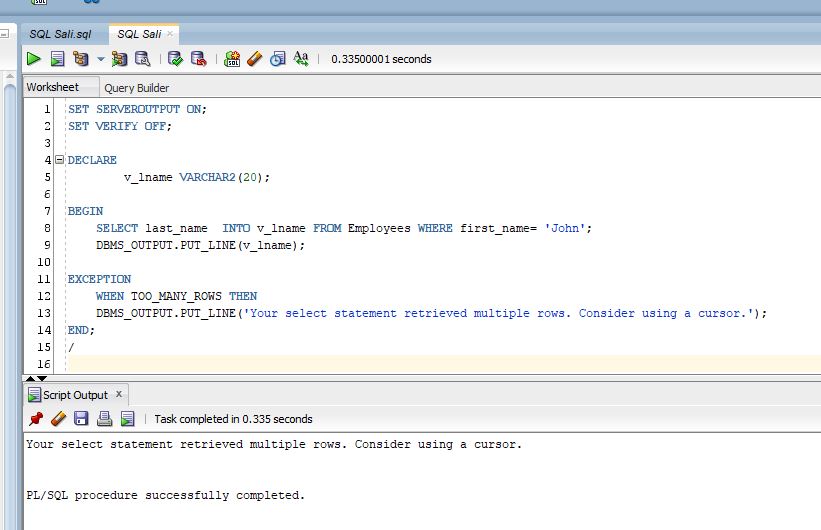 SQL Sali.sql
SQL Sali
SQL
Aa
0.33500001 seconds
Worksheet
Query Builder
1 SET SERVEROUTPUT ON;
2 SET VERIFY OFF;
3
4 DECLARE
5 v_lname VARCHAR2(20);
6
7 BEGIN
8 SELECT last_name  INTO v_lname FROM Employees WHERE first_name= 'John';
9 DBMS_OUTPUT.PUT_LINE(v_lname);
10
11 EXCEPTION
12 WHEN TOO_MANY_ROWS THEN
13 DBMS_OUTPUT.PUT_LINE('Your select statement retrieved multiple rows. Consider using a cursor.');
14 END;
15 /
16
Script Output x
Task completed in 0.335 seconds
Your select statement retrieved multiple rows. Consider using a cursor.
PL/SQL procedure successfully completed.